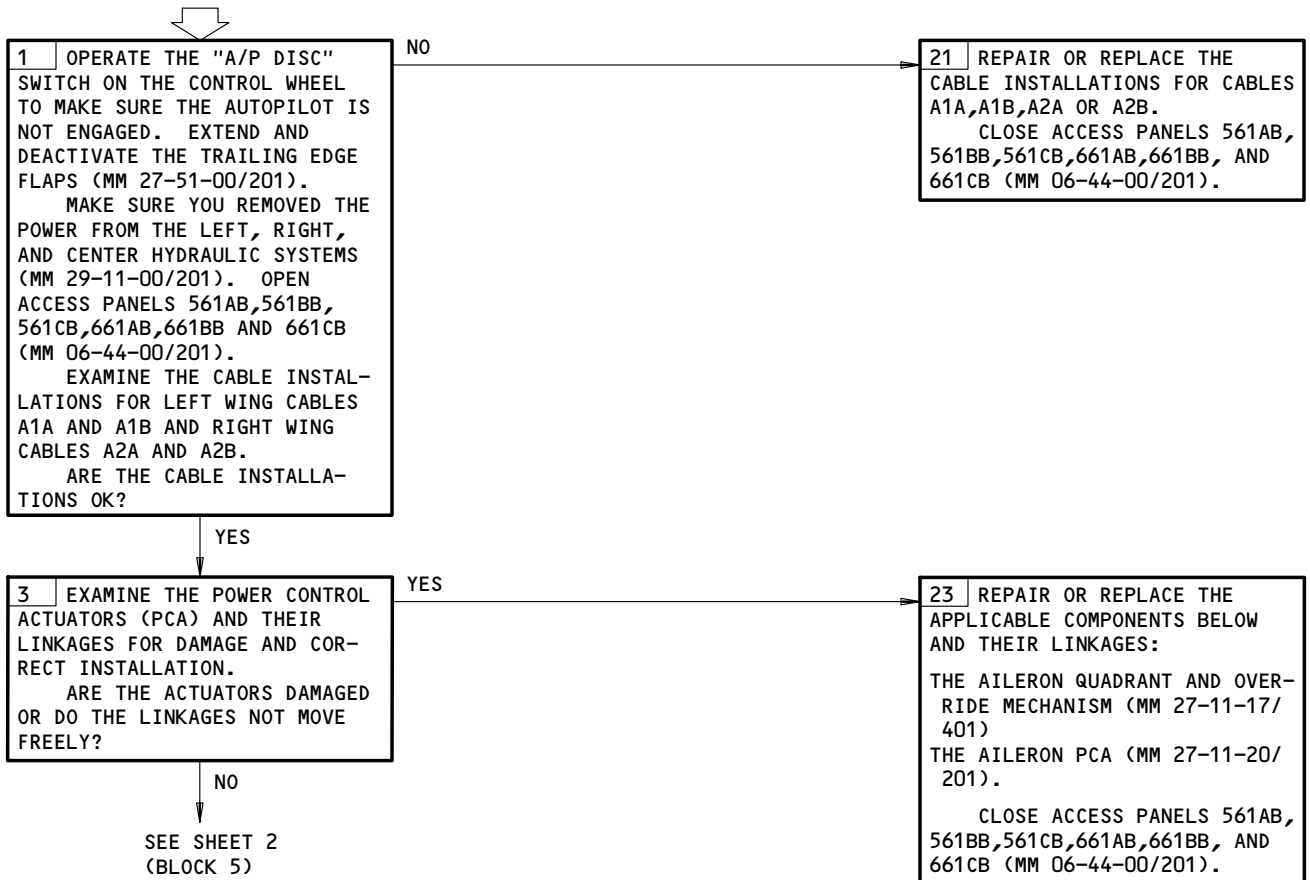 1 OPERATE THE "A/P DISC"
SWITCH ON THE CONTROL WHEEL
TO MAKE SURE THE AUTOPILOT IS
NOT ENGAGED. EXTEND AND
DEACTIVATE THE TRAILING EDGE
FLAPS (MM 27-51-00/201).
MAKE SURE YOU REMOVED THE
POWER FROM THE LEFT, RIGHT,
AND CENTER HYDRAULIC SYSTEMS
(MM 29-11-00/201). OPEN
ACCESS PANELS 561AB,561BB,
561CB,661AB,661BB AND 661CB
(MM 06-44-00/201).
EXAMINE THE CABLE INSTAL-
LATIONS FOR LEFT WING CABLES
A1A AND A1B AND RIGHT WING
CABLES A2A AND A2B.
ARE THE CABLE INSTALLA-
TIONS OK?
NO
21 REPAIR OR REPLACE THE
CABLE INSTALLATIONS FOR CABLES
A1A,A1B,A2A OR A2B.
CLOSE ACCESS PANELS 561AB,
561BB,561CB,661AB,661BB, AND
661CB (MM 06-44-00/201).
YES
3 EXAMINE THE POWER CONTROL
ACTUATORS (PCA) AND THEIR
LINKAGES FOR DAMAGE AND COR-
RECT INSTALLATION.
ARE THE ACTUATORS DAMAGED
OR DO THE LINKAGES NOT MOVE
FREELY?
YES
23 REPAIR OR REPLACE THE
APPLICABLE COMPONENTS BELOW
AND THEIR LINKAGES:
THE AILERON QUADRANT AND OVER-
RIDE MECHANISM (MM 27-11-17/
401)
THE AILERON PCA (MM 27-11-20/
201).
CLOSE ACCESS PANELS 561AB,
561BB,561CB,661AB,661BB, AND
661CB (MM 06-44-00/201).
NO
SEE SHEET 2
(BLOCK 5)